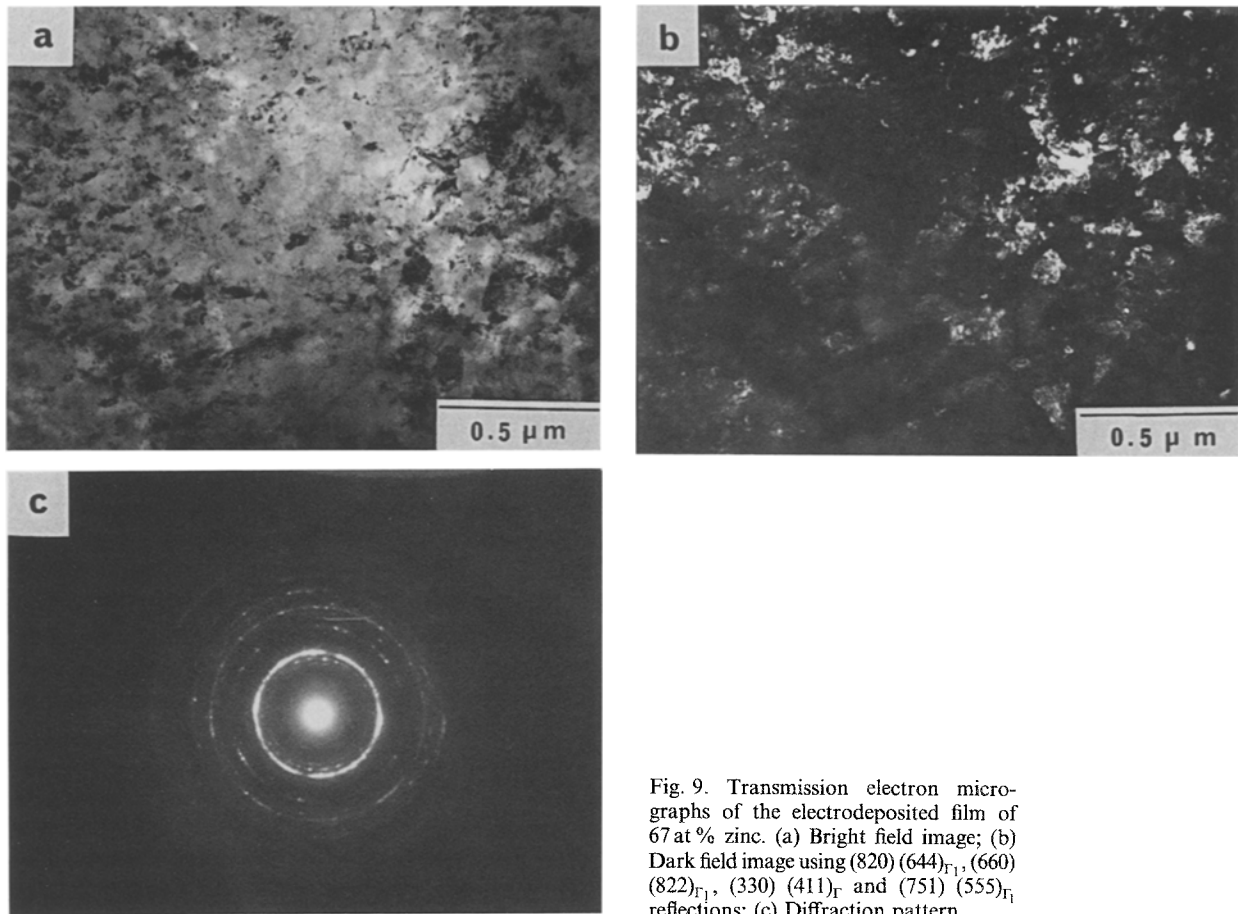 a
b
0.5 µm
0.5 µm
c
Fig. 9. Transmission electron micro-
graphs of the electrodeposited film of
67 at % zinc. (a) Bright field image; (b)
Dark field image using (820) (644)Γ1, (660)
(822)Γ1, (330) (411)Γ and (751) (555)Γ1
reflections; (c) Diffraction pattern.